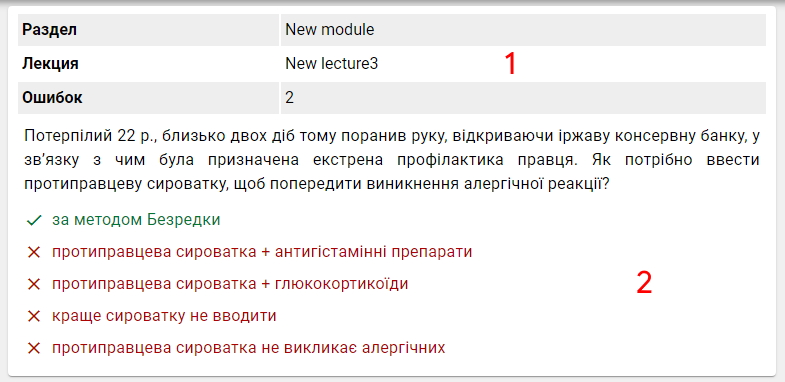 Раздел New module
Лекция New lecture3 1
Ошибок 2
Потерпілий 22 р., близько двох діб тому поранив руку, відкриваючи іржаву консервну банку, у
зв’язку з чим була призначена екстрена профілактика правця. Як потрібно ввести
протиправцеву сироватку, щоб попередити виникнення алергічної реакції?
за методом Безредки
протиправцева сироватка + антигістамінні препарати
протиправцева сироватка + глюкокортикоїди
2
краще сироватку не вводити
протиправцева сироватка не викликає алергічних